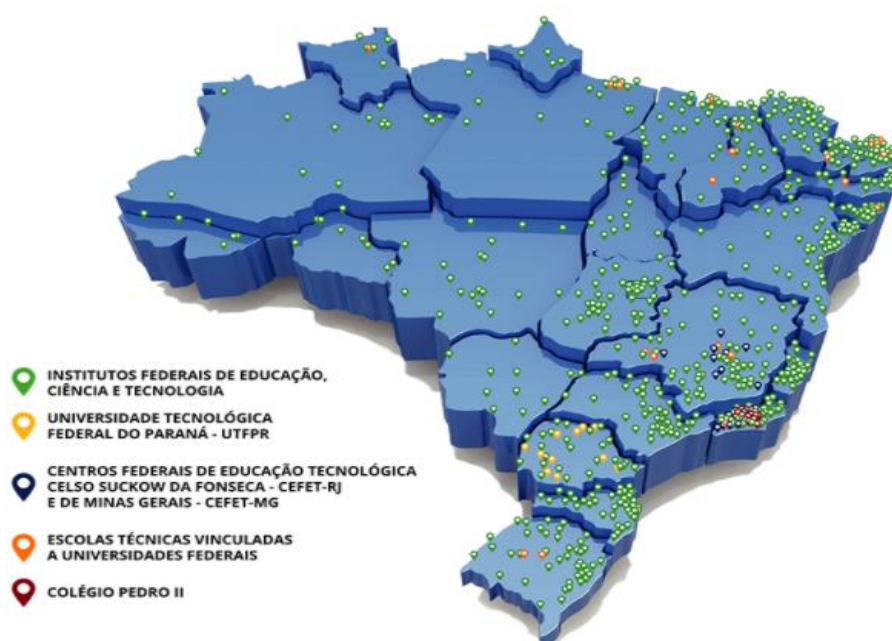 INSTITUTOS FEDERAIS DE EDUCAÇÃO,
CIÊNCIA E TECNOLOGIA
UNIVERSIDADE TECNOLÓGICA
FEDERAL DO PARANÁ - UTFPR
CENTROS FEDERAIS DE EDUCAÇÃO TECNOLÓGICA
CELSO SUCKOW DA FONSECA - CEFET-RJ
E DE MINAS GERAIS - CEFET-MG
ESCOLAS TÉCNICAS VINCULADAS
A UNIVERSIDADES FEDERAIS
COLÉGIO PEDRO II